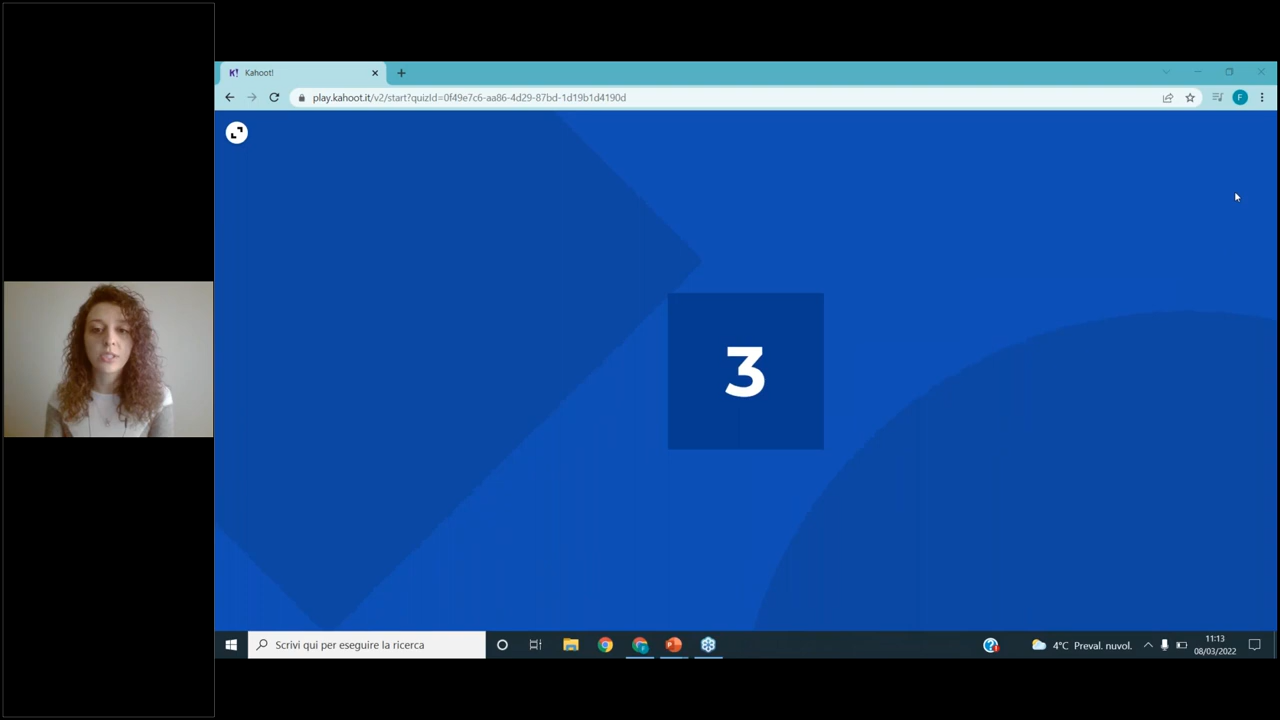 K! Kahoot!
play.kahoot.it/v2/start?quizId=0f49e7c6-aa86-4d29-87bd-1d19b1d4190d
F
3
Scrivi qui per eseguire la ricerca
4°C Preval. nuvol.
11:13
08/03/2022